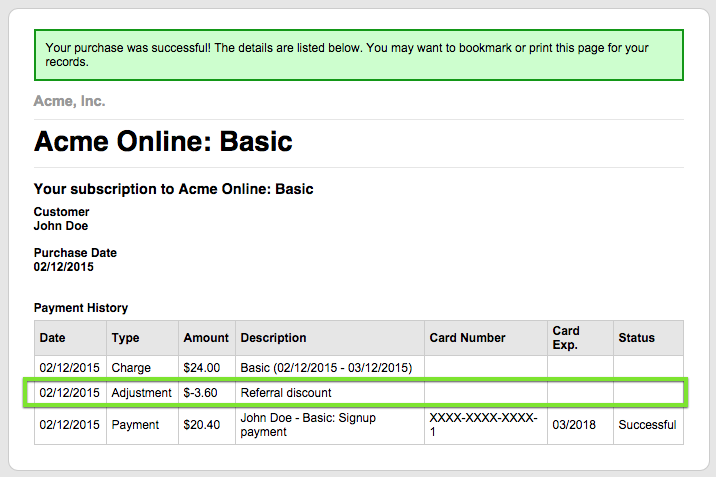 Your purchase was successful! The details are listed below. You may want to bookmark or print this page for your
records.
Acme, Inc.
Acme Online: Basic
Your subscription to Acme Online: Basic
Customer
John Doe
Purchase Date
02/12/2015
Payment History
Date Type Amount Description Card Number Card Exp. Status
02/12/2015 Charge $24.00 Basic (02/12/2015 - 03/12/2015)
02/12/2015 Adjustment $-3.60 Referral discount
02/12/2015 Payment $20.40 John Doe - Basic: Signup payment XXXX-XXXX-XXXX-1 03/2018 Successful